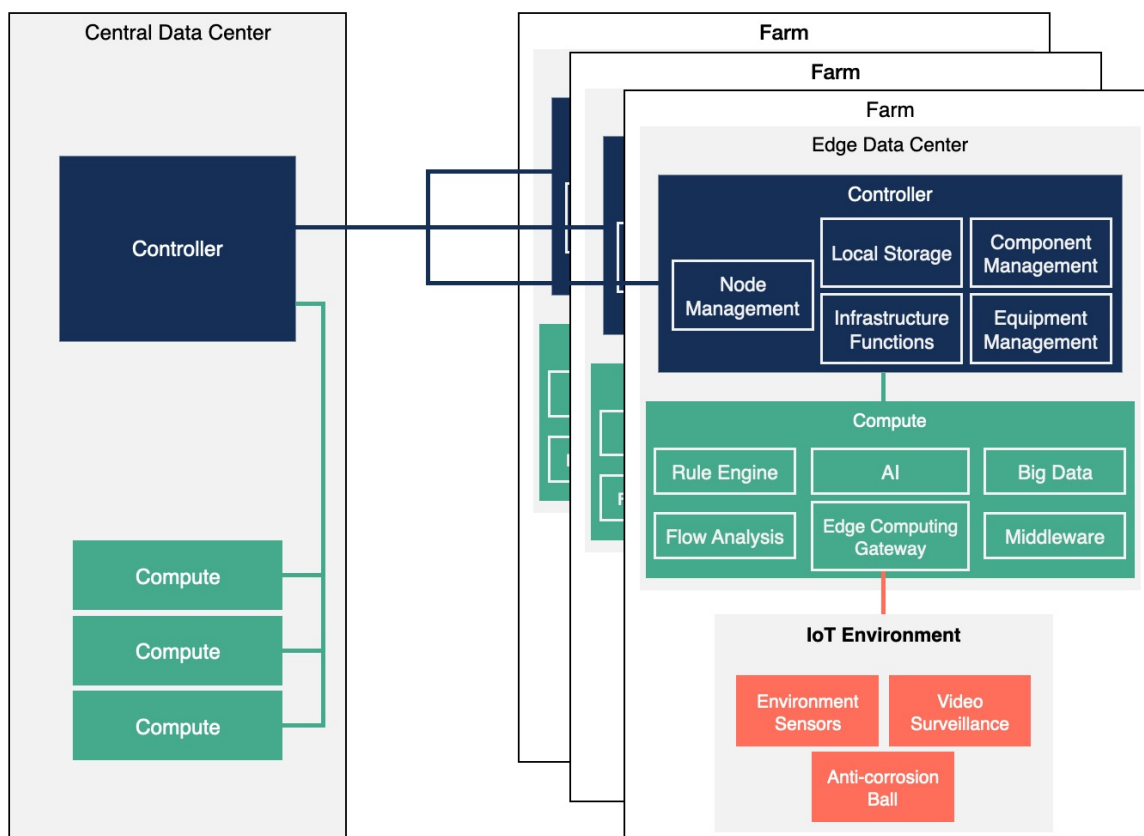 Central Data Center
Controller
Compute
Compute
Compute
Farm
Farm
Farm
Edge Data Center
Controller
Node
Management
Local Storage
Component
Management
Infrastructure
Functions
Equipment
Management
Compute
Rule Engine
AI
Big Data
Flow Analysis
Edge Computing
Gateway
Middleware
IoT Environment
Environment
Sensors
Video
Surveillance
Anti-corrosion
Ball